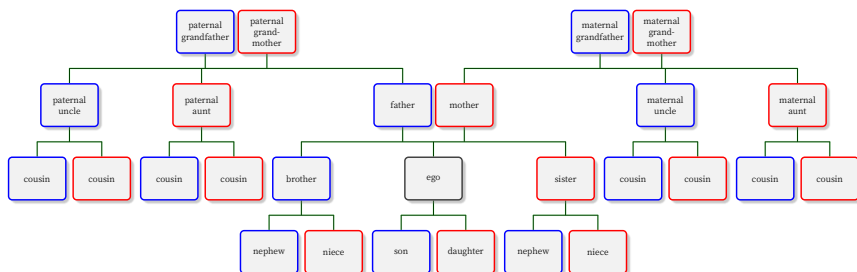 paternal
grandfather
paternal
grand-
mother
maternal
grandfather
maternal
grand-
mother
paternal
uncle
paternal
aunt
father
mother
maternal
uncle
maternal
aunt
cousin
cousin
cousin
cousin
brother
ego
sister
cousin
cousin
cousin
cousin
nephew
niece
son
daughter
nephew
niece